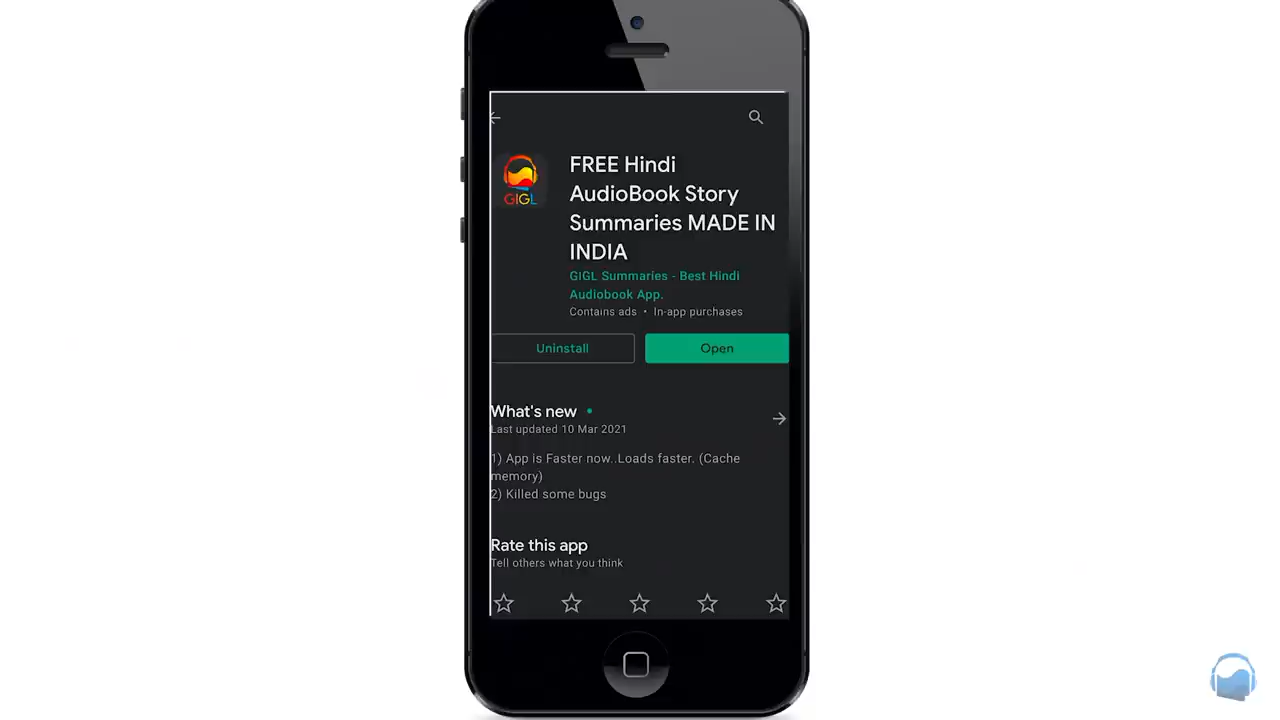 FREE Hindi
AudioBook Story
Summaries MADE IN
INDIA
GIGL
GIGL Summaries - Best Hindi
Audiobook App.
Contains ads • In-app purchases
Uninstall
Open
What's new •
Last updated 10 Mar 2021
1) App is Faster now..Loads faster. (Cache
memory)
2) Killed some bugs
Rate this app
Tell others what you think